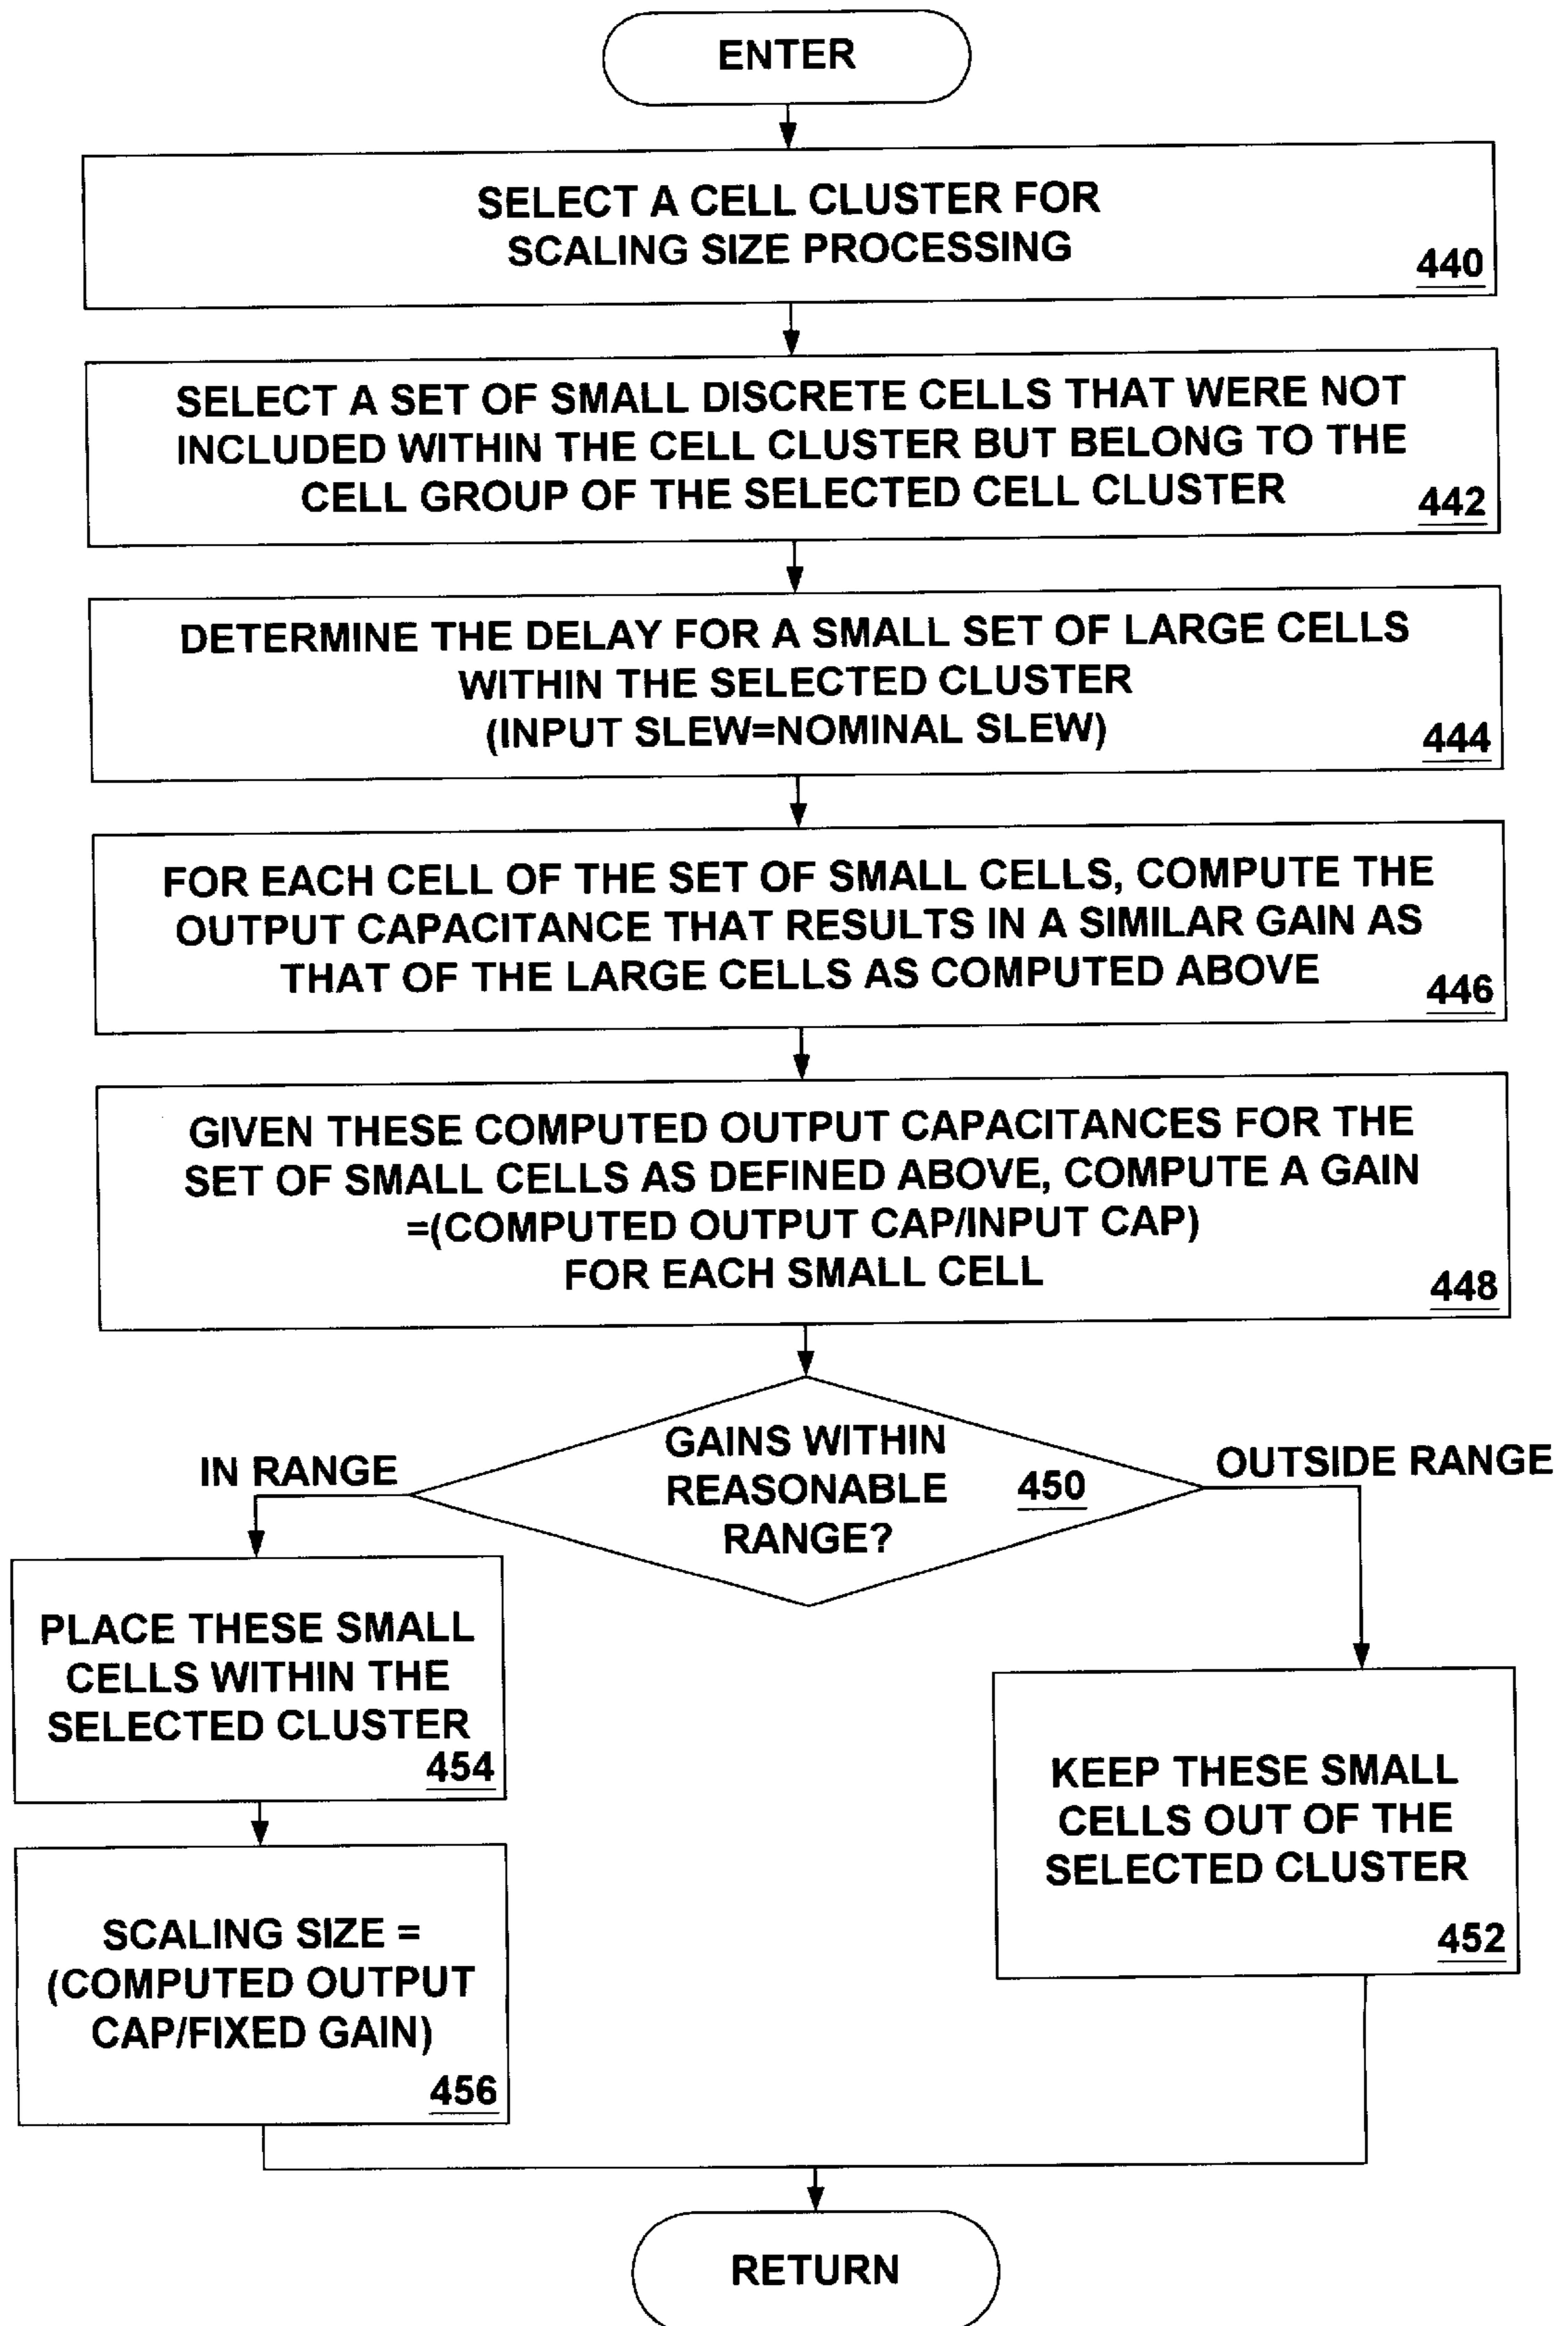 ENTER
SELECT A CELL CLUSTER FOR
SCALING SIZE PROCESSING
440
SELECT A SET OF SMALL DISCRETE CELLS THAT WERE NOT
INCLUDED WITHIN THE CELL CLUSTER BUT BELONG TO THE
CELL GROUP OF THE SELECTED CELL CLUSTER
442
DETERMINE THE DELAY FOR A SMALL SET OF LARGE CELLS
WITHIN THE SELECTED CLUSTER
(INPUT SLEW=NOMINAL SLEW)
444
FOR EACH CELL OF THE SET OF SMALL CELLS, COMPUTE THE
OUTPUT CAPACITANCE THAT RESULTS IN A SIMILAR GAIN AS
THAT OF THE LARGE CELLS AS COMPUTED ABOVE
446
GIVEN THESE COMPUTED OUTPUT CAPACITANCES FOR THE
SET OF SMALL CELLS AS DEFINED ABOVE, COMPUTE A GAIN
=(COMPUTED OUTPUT CAP/INPUT CAP)
FOR EACH SMALL CELL
448
GAINS WITHIN
REASONABLE
RANGE?
450
IN RANGE
OUTSIDE RANGE
PLACE THESE SMALL
CELLS WITHIN THE
SELECTED CLUSTER
454
KEEP THESE SMALL
CELLS OUT OF THE
SELECTED CLUSTER
452
SCALING SIZE =
(COMPUTED OUTPUT
CAP/FIXED GAIN)
456
RETURN